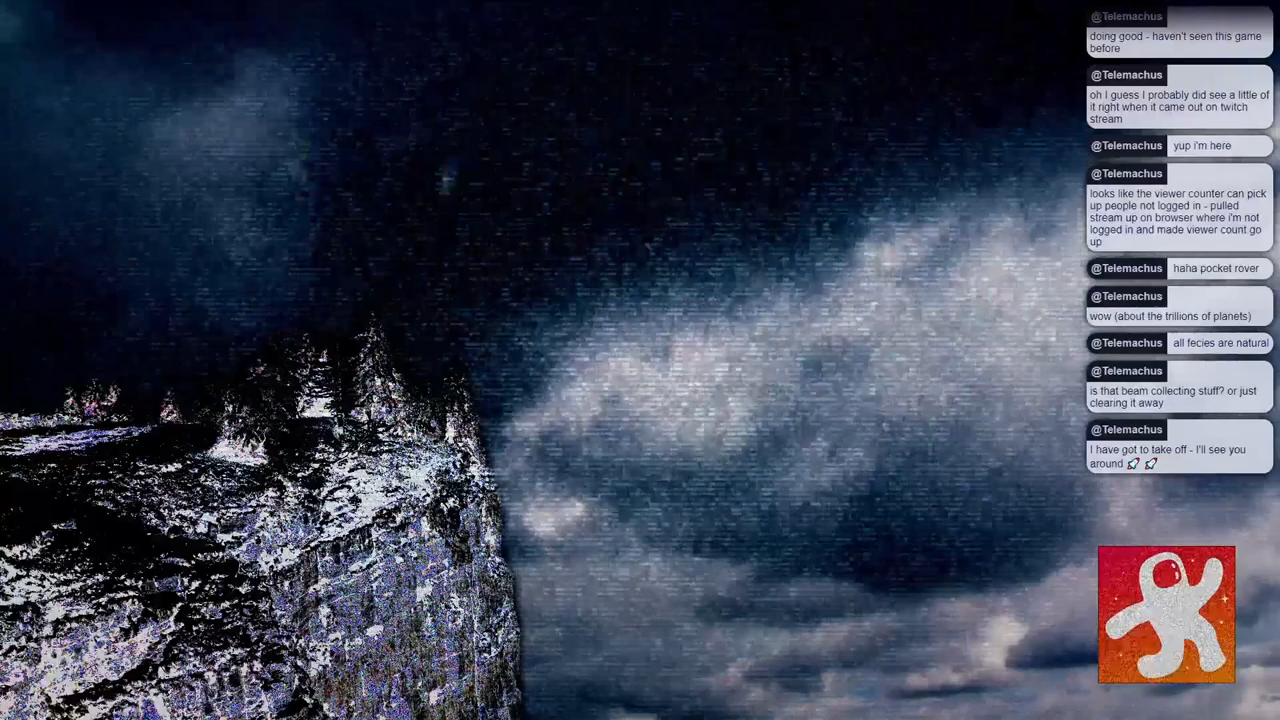 @Telemachus
doing good - haven't seen this game
before
@Telemachus
oh I guess I probably did see a little of
it right when it came out on twitch
stream
@Telemachus yup i'm here
@Telemachus
looks like the viewer counter can pick
up people not logged in - pulled
stream up on browser where i'm not
logged in and made viewer count go
up
@Telemachus haha pocket rover
@Telemachus
wow (about the trillions of planets)
@Telemachus all fecies are natural
@Telemachus
is that beam collecting stuff? or just
clearing it away
@Telemachus
I have got to take off - I'll see you
around 🚀 🚀